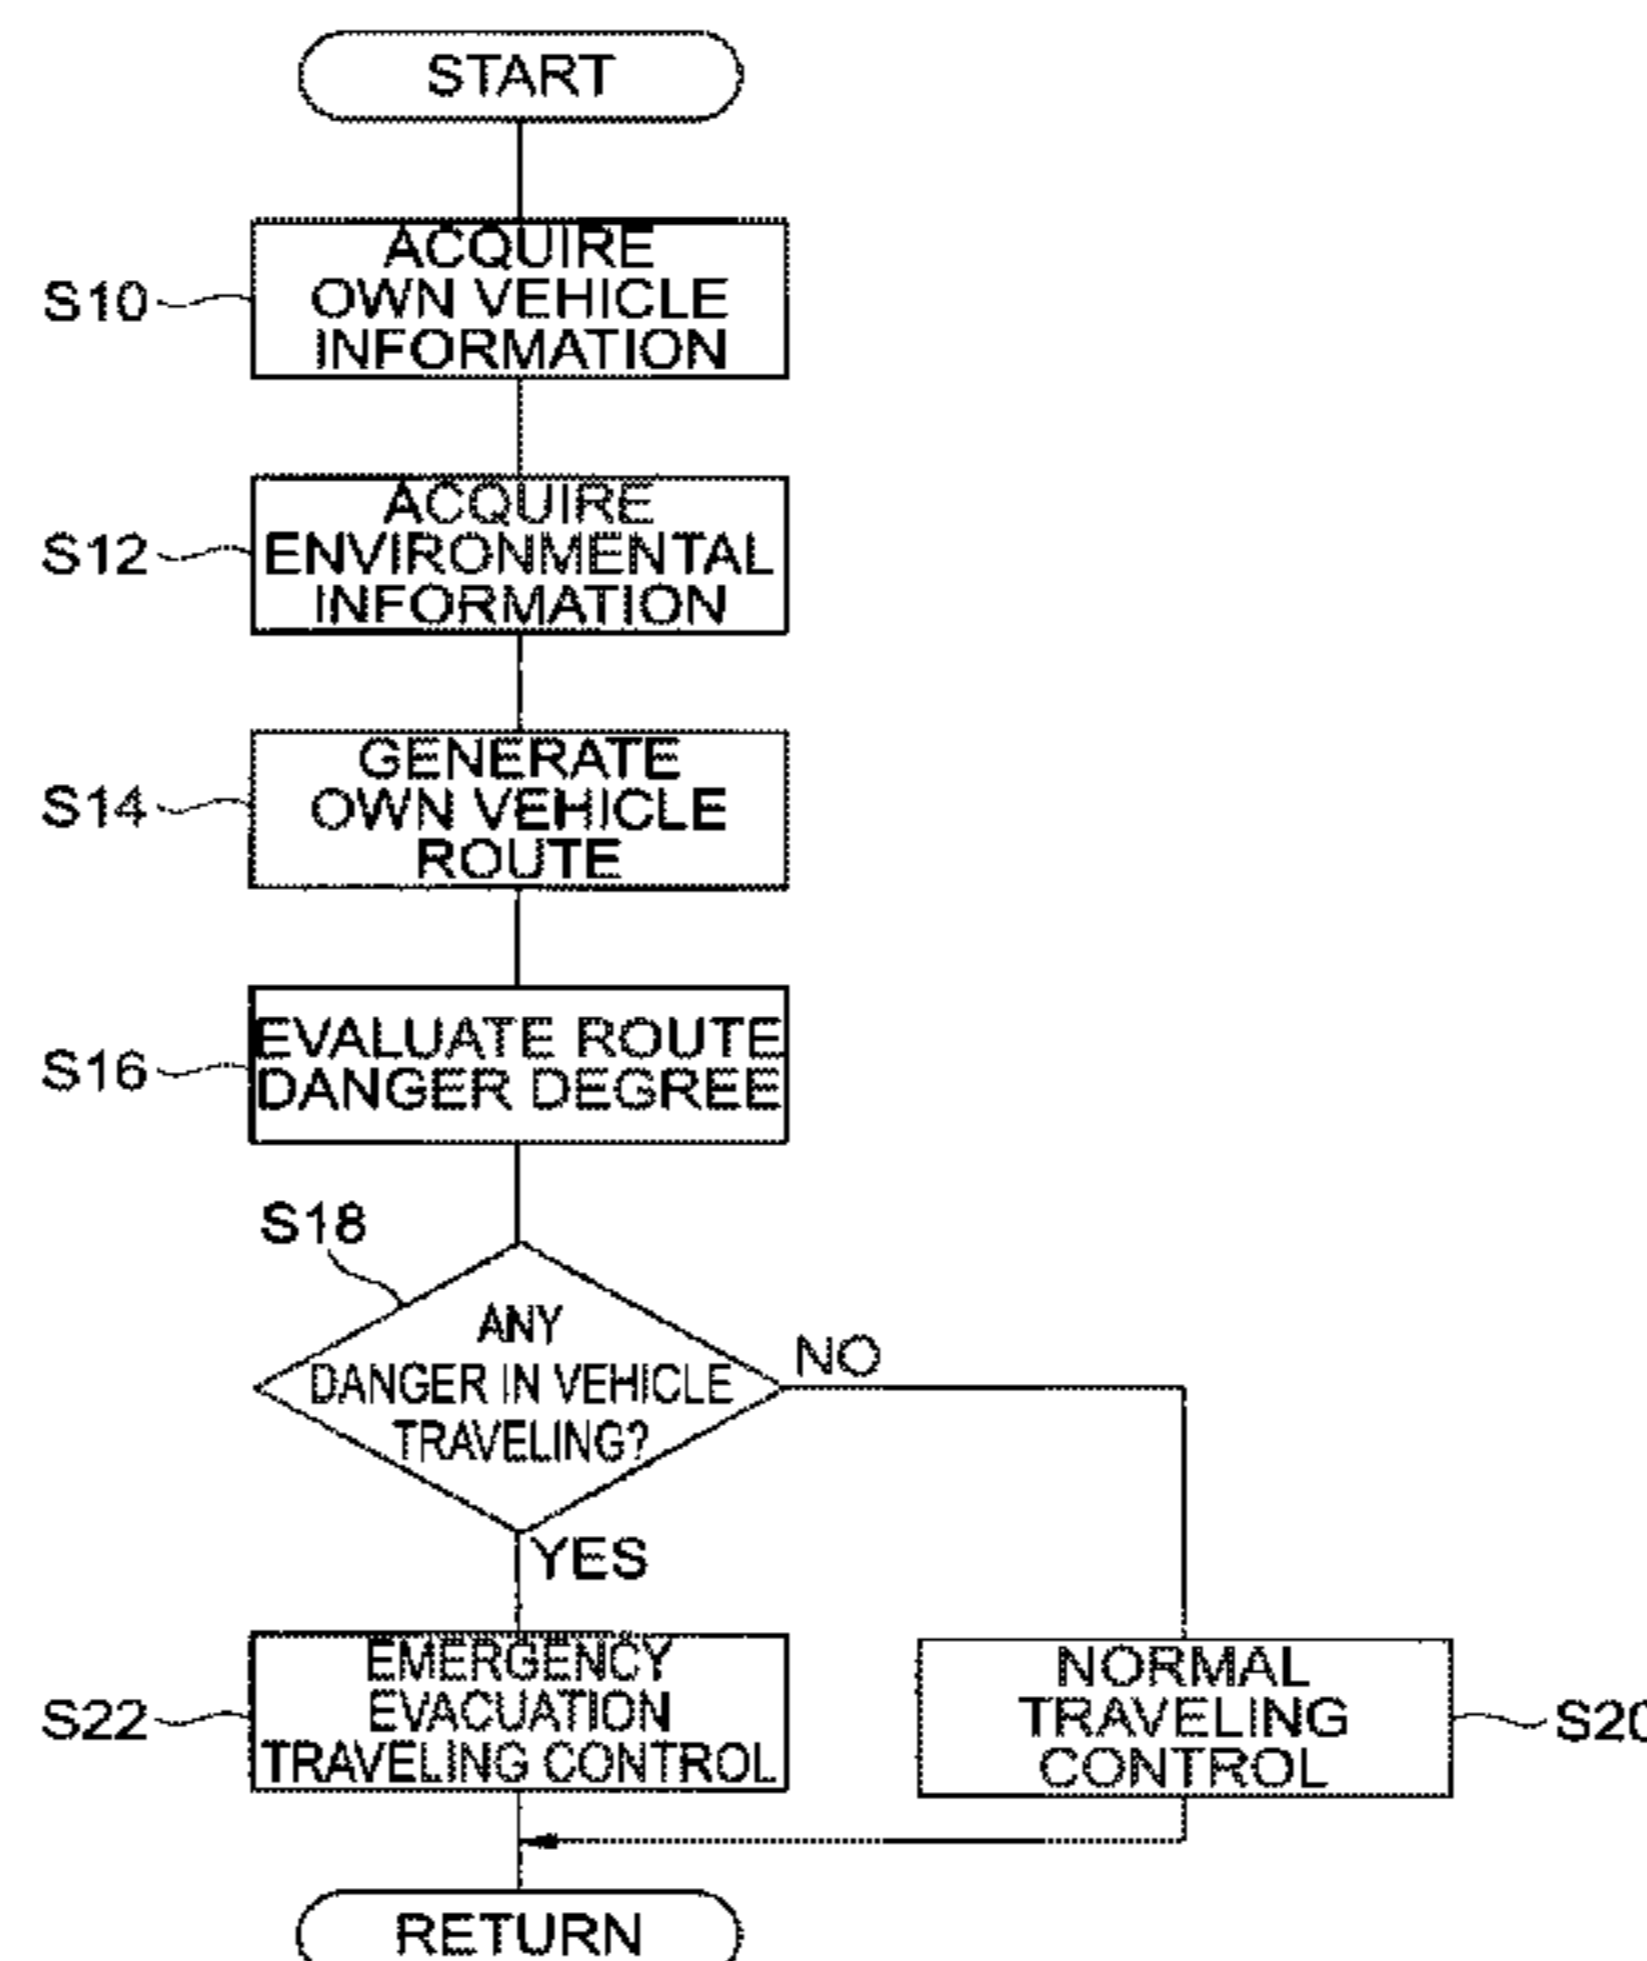 START
S10
ACQUIRE
OWN VEHICLE
INFORMATION
S12
ACQUIRE
ENVIRONMENTAL
INFORMATION
S14
GENERATE
OWN VEHICLE
ROUTE
S16
EVALUATE ROUTE
DANGER DEGREE
S18
ANY
DANGER IN VEHICLE
TRAVELING?
NO
YES
S22
EMERGENCY
EVACUATION
TRAVELING CONTROL
NORMAL
TRAVELING
CONTROL
S20
RETURN